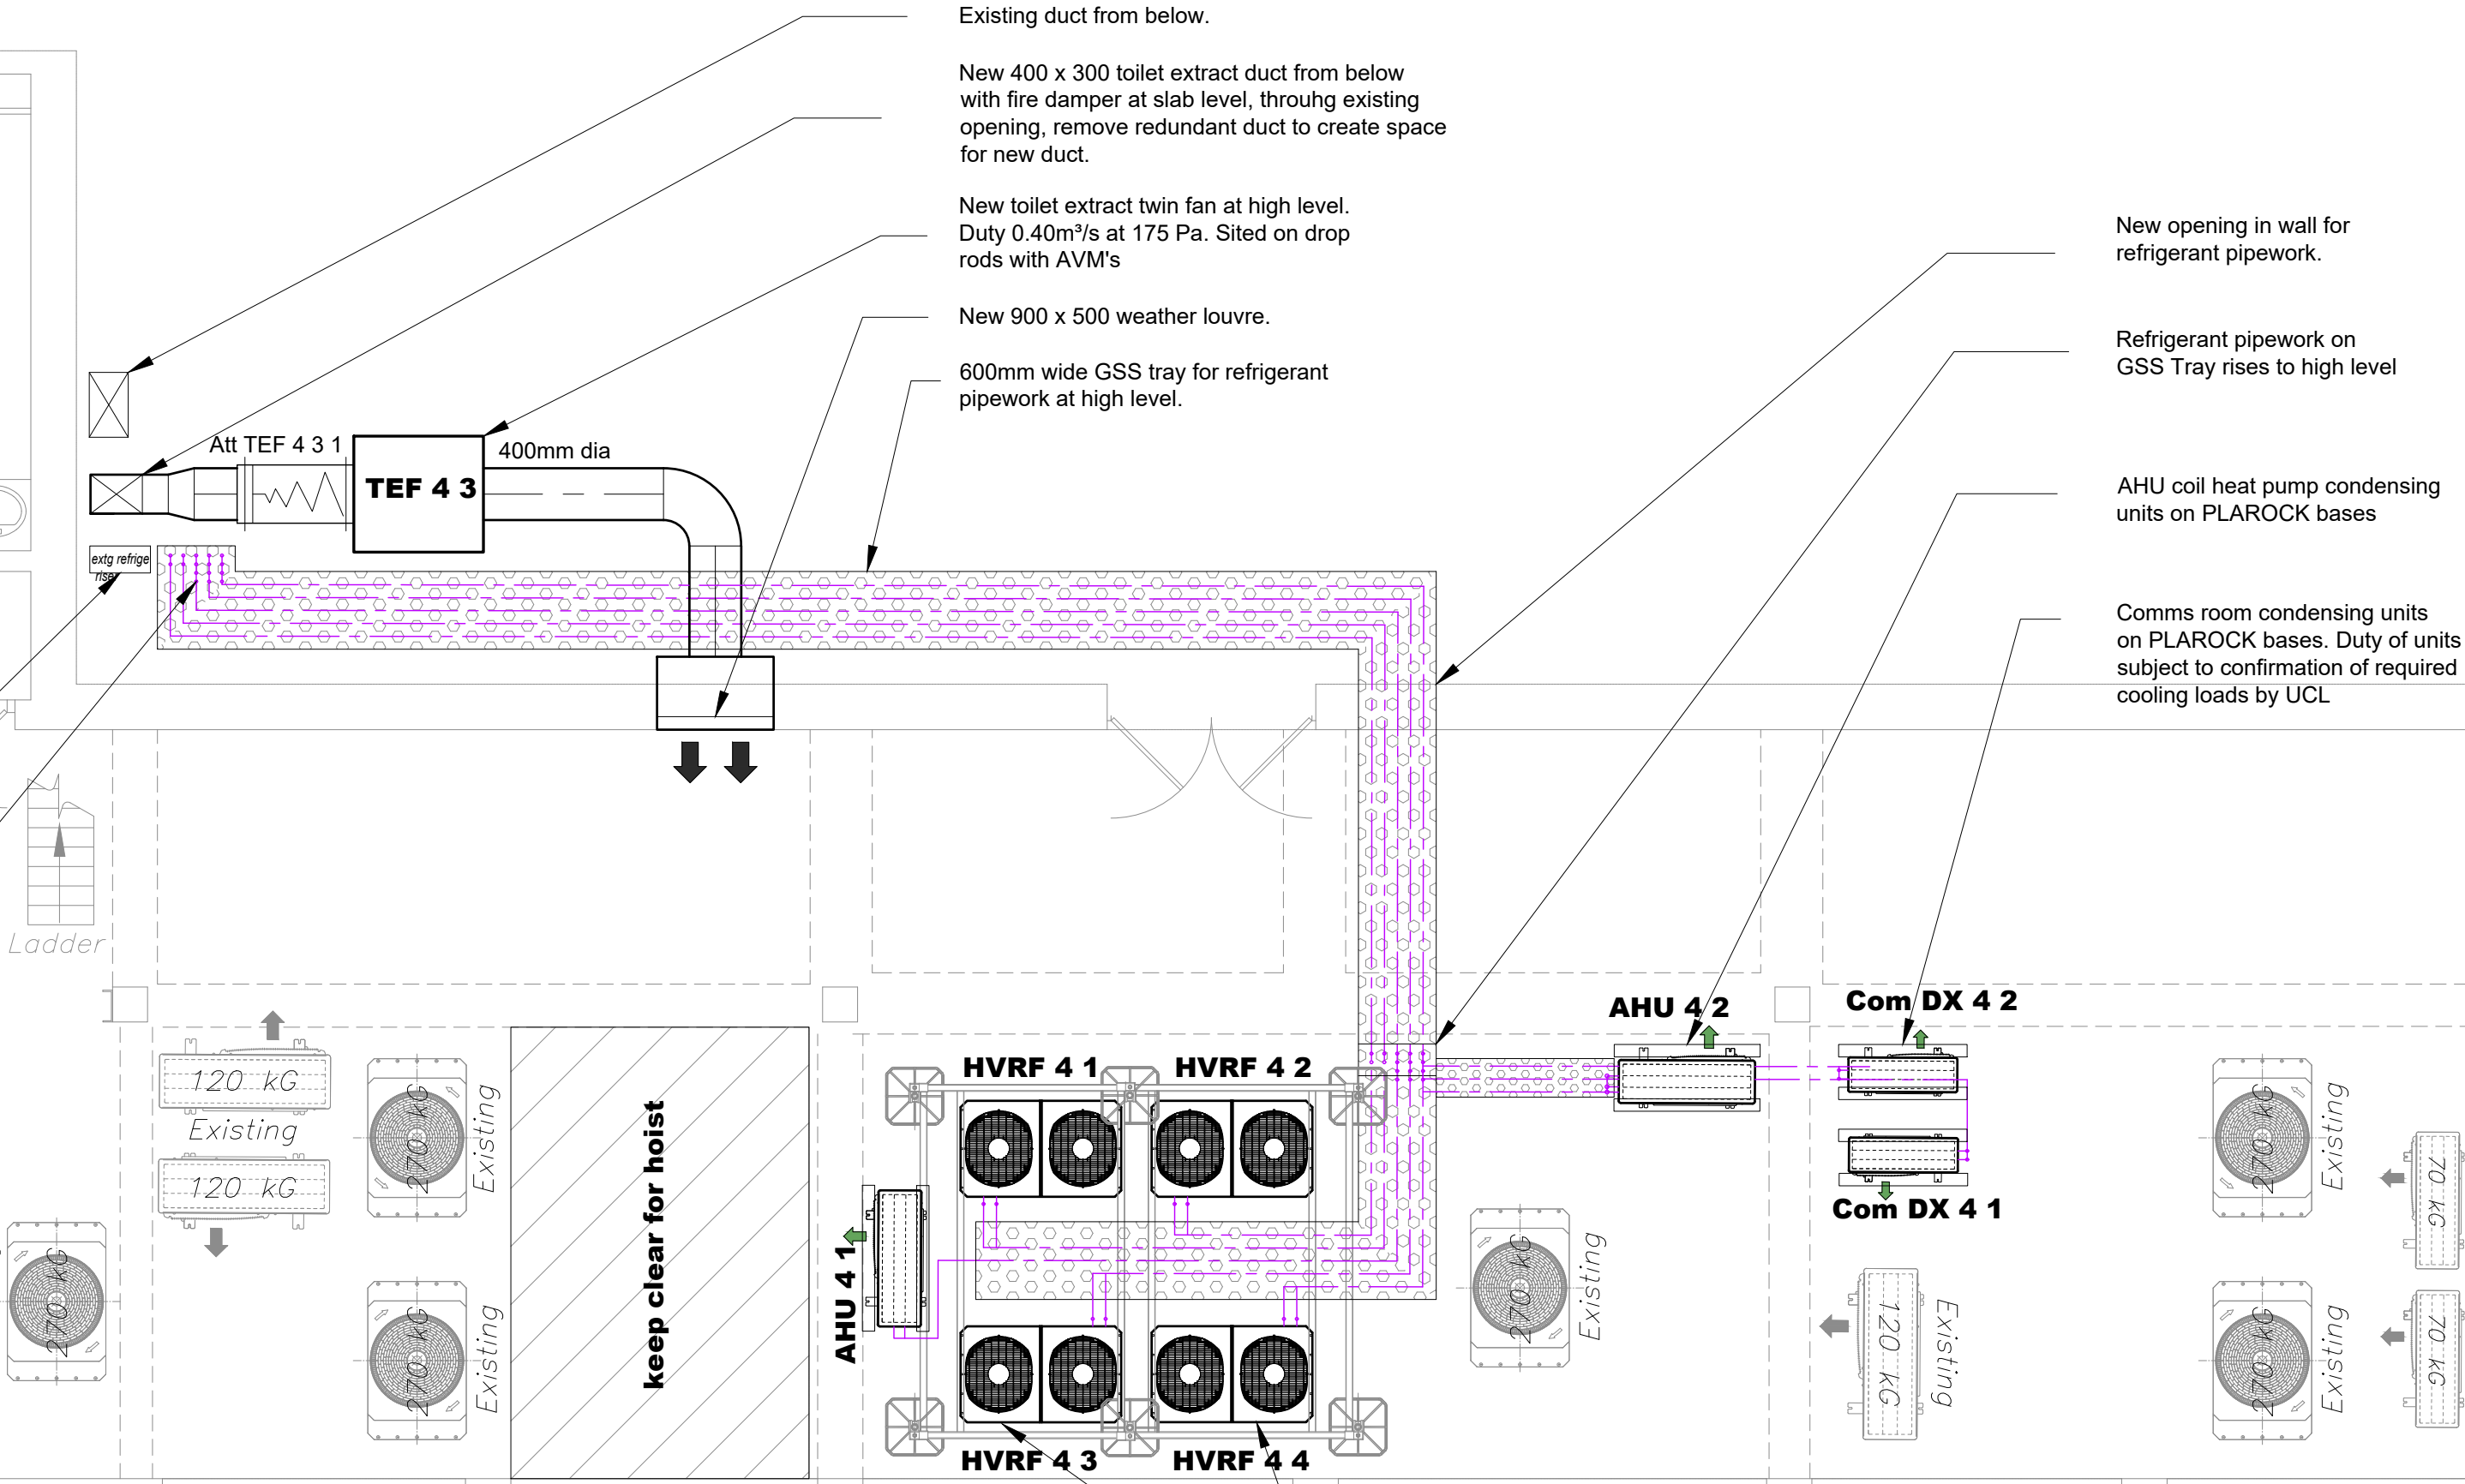 Existing duct from below.
New 400 x 300 toilet extract duct from below
with fire damper at slab level, throuhg existing
opening, remove redundant duct to create space
for new duct.
New toilet extract twin fan at high level.
Duty 0.40m³/s at 175 Pa. Sited on drop
rods with AVM's
New 900 x 500 weather louvre.
600mm wide GSS tray for refrigerant
pipework at high level.
New opening in wall for
refrigerant pipework.
Refrigerant pipework on
GSS Tray rises to high level
AHU coil heat pump condensing
units on PLAROCK bases
Comms room condensing units
on PLAROCK bases. Duty of units
subject to confirmation of required
cooling loads by UCL
Att TEF 4 3 1
400mm dia
TEF 4 3
extg refrige
riser
Ladder
120 kG
Existing
120 kG
270 kG
Existing
270 kG
Existing
270 kG
keep clear for hoist
AHU 4 1
HVRF 4 1
HVRF 4 2
HVRF 4 3
HVRF 4 4
AHU 4 2
Com DX 4 2
Com DX 4 1
270 kG
Existing
120 kG
Existing
270 kG
Existing
270 kG
Existing
70 kG
70 kG